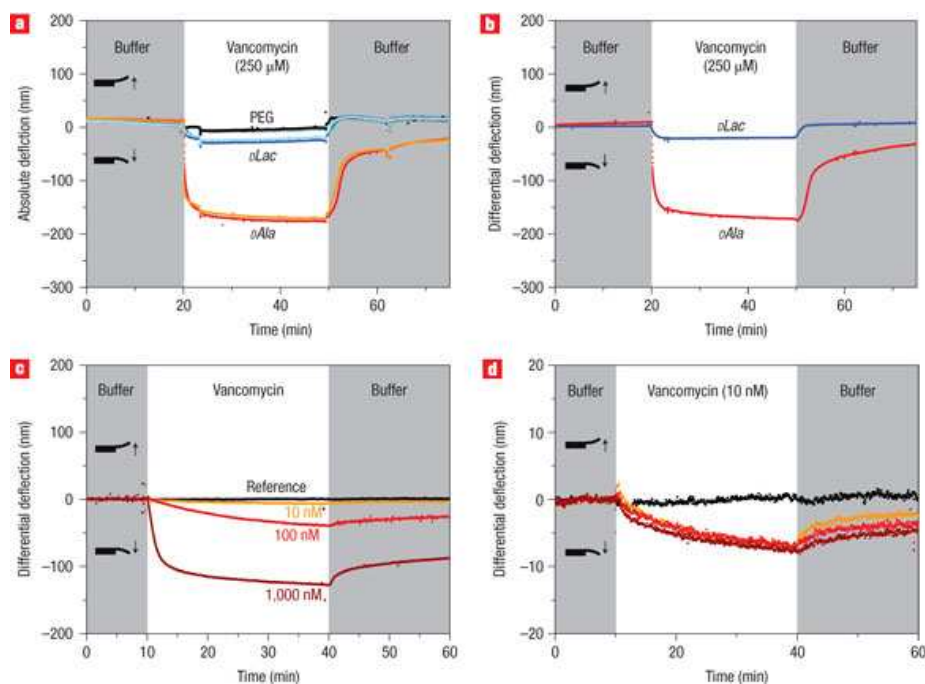 a
200
100
0
−100
−200
−300
Absolute deflction (nm)
Buffer
Vancomycin
(250 μM)
Buffer
PEG
DLac
DAla
0
20
40
60
Time (min)
b
200
100
0
−100
−200
−300
Differential deflection (nm)
Buffer
Vancomycin
(250 μM)
Buffer
DLac
DAla
0
20
40
60
Time (min)
c
200
100
0
−100
−200
Differential deflection (nm)
Buffer
Vancomycin
Buffer
Reference
10 nM
100 nM
1,000 nM
0
10
20
30
40
50
60
Time (min)
d
20
10
0
−10
−20
Differential deflection (nm)
Buffer
Vancomycin (10 nM)
Buffer
0
20
40
60
Time (min)